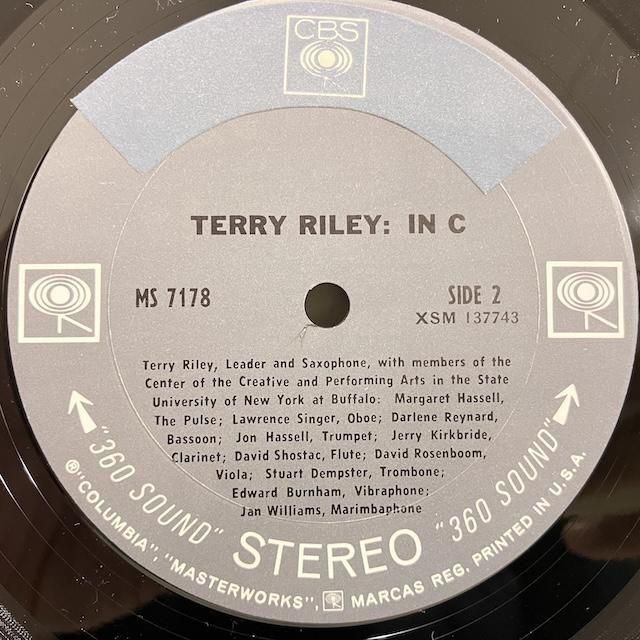 CBS
TERRY RILEY: IN C
MS 7178
SIDE 2
XSM 137743
Terry Riley, Leader and Saxophone, with members of the
Center of the Creative and Performing Arts in the State
University of New York at Buffalo: Margaret Hassell,
The Pulse; Lawrence Singer, Oboe; Darlene Reynard,
Bassoon; Jon Hassell, Trumpet; Jerry Kirkbride,
Clarinet; David Shostac, Flute; David Rosenboom,
Viola; Stuart Dempster, Trombone;
Edward Burnham, Vibraphone;
Jan Williams, Marimbaphone
"360 SOUND" STEREO "360 SOUND"
®"COLUMBIA", "MASTERWORKS", MARCAS REG. PRINTED IN U.S.A.